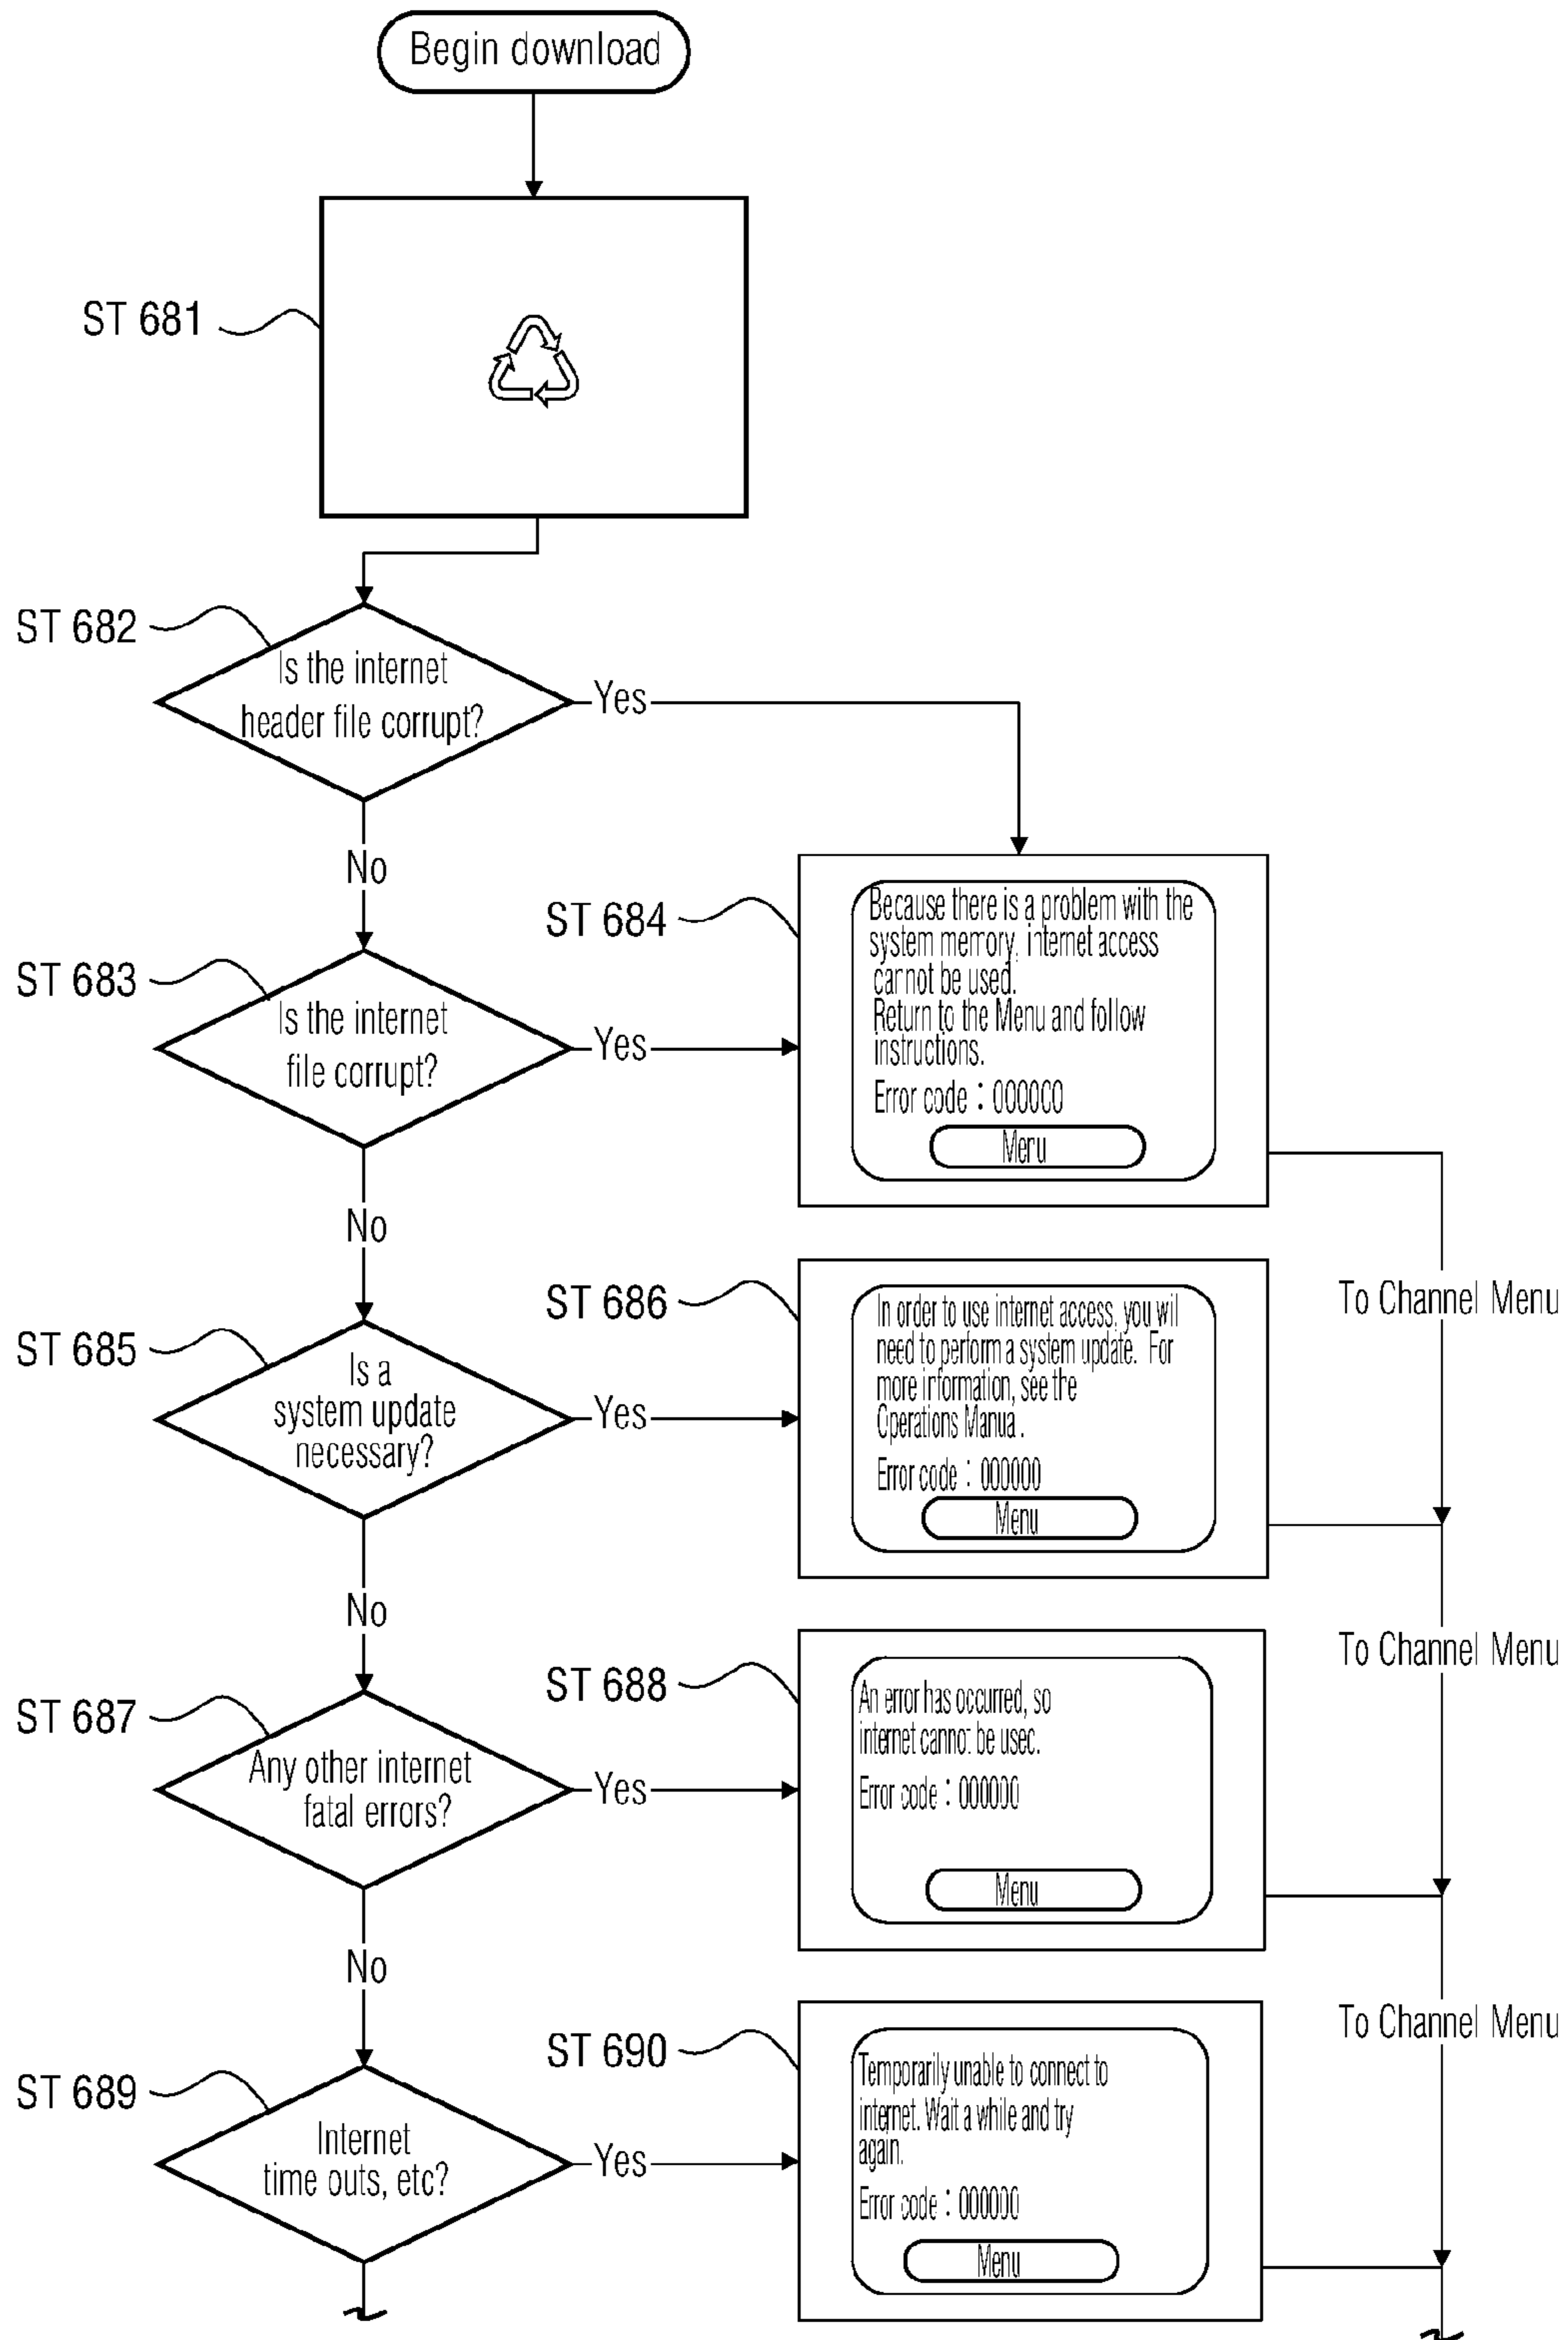 Begin download
ST 681
ST 682
Is the internet
header file corrupt?
Yes
No
ST 683
Is the internet
file corrupt?
Yes
ST 684
Because there is a problem with the
system memory, internet access
cannot be used.
Return to the Menu and follow
instructions.
Error code : 000000
Menu
No
To Channel Menu
ST 685
Is a
system update
necessary?
Yes
ST 686
In order to use internet access, you wil
need to perform a system update. For
more information, see the
Operations Manua .
Error code : 000000
Menu
No
To Channel Menu
ST 687
Any other internet
fatal errors?
Yes
ST 688
An error has occurred, so
internet cannot be used.
Error code : 000000
Menu
No
To Channel Menu
ST 689
Internet
time outs, etc?
Yes
ST 690
Temporarily unable to connect to
internet. Wait a while and try
again.
Error code : 000000
Menu